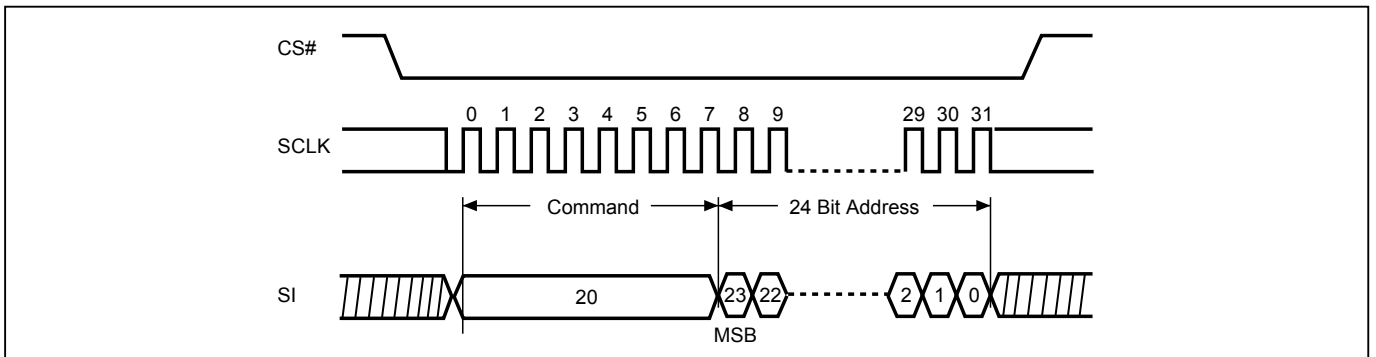 CS#
0 1 2 3 4 5 6 7 8 9 29 30 31
SCLK
Command 24 Bit Address
SI 20 23 22 2 1 0
MSB